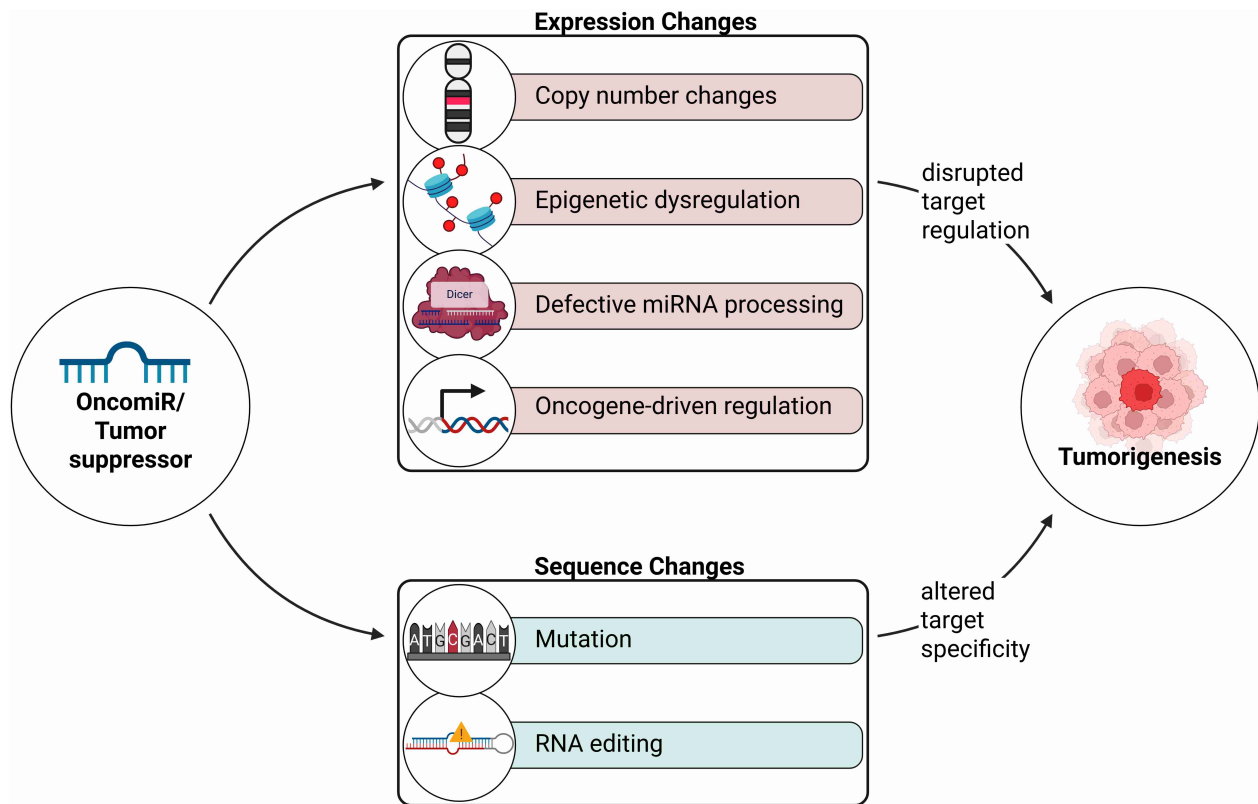 Expression Changes
Copy number changes
Epigenetic dysregulation
Dicer
Defective miRNA processing
Oncogene-driven regulation
disrupted
target
regulation
OncomiR/
Tumor
suppressor
Tumorigenesis
Sequence Changes
ATGCGACT
Mutation
!
RNA editing
altered
target
specificity